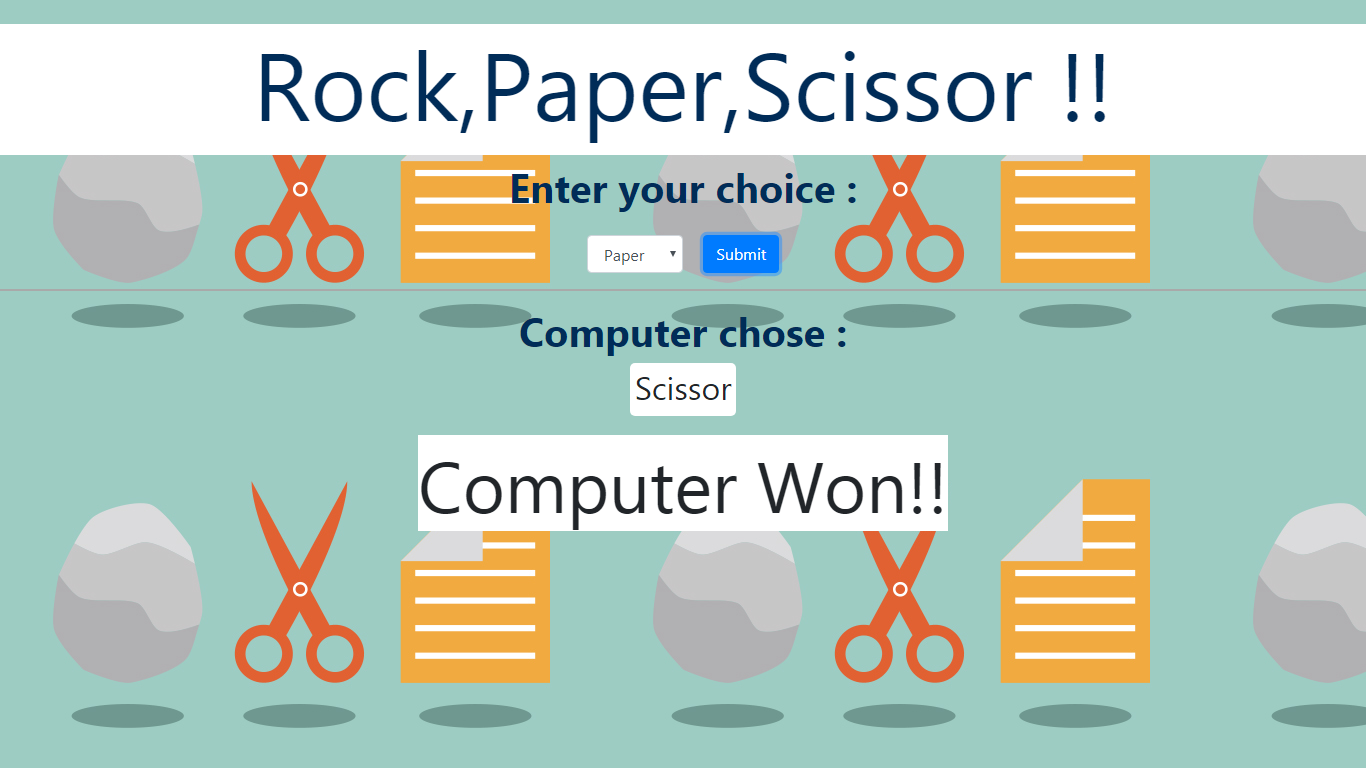 Rock,Paper,Scissor !!
Enter your choice :
Paper Submit
Computer chose :
Scissor
Computer Won!!